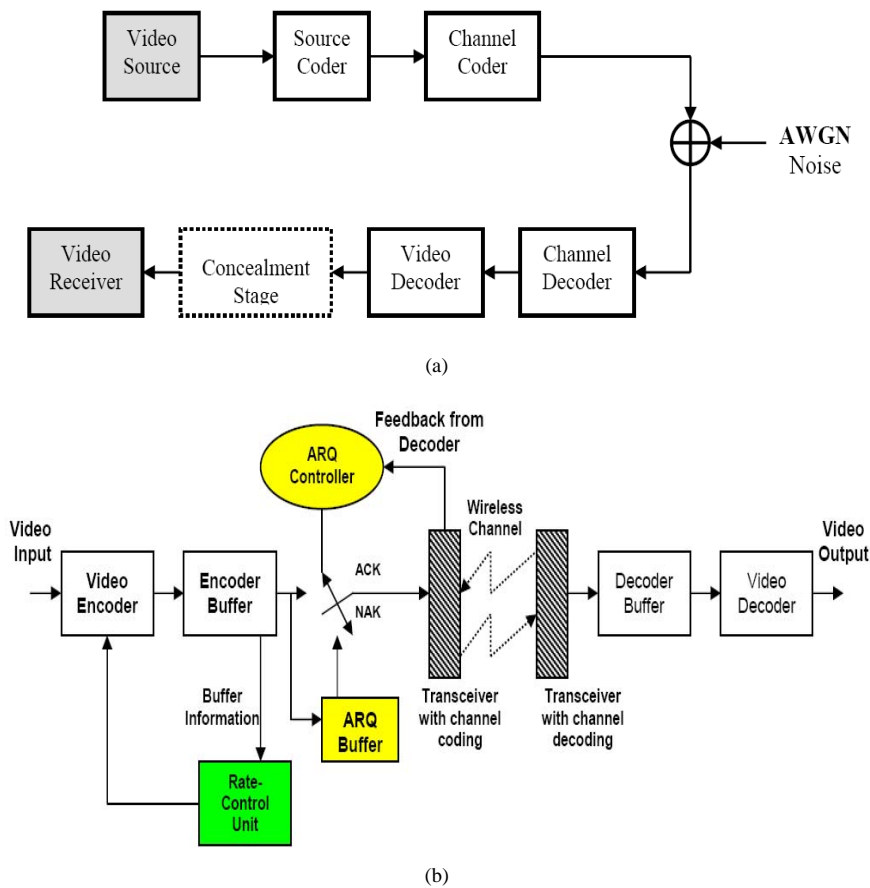 Video
Source
Source
Coder
Channel
Coder
AWGN
Noise
Video
Receiver
Concealment
Stage
Video
Decoder
Channel
Decoder
(a)
Feedback from
Decoder
ARQ
Controller
Wireless
Channel
Video
Input
Video
Output
Video
Encoder
Encoder
Buffer
ACK
NAK
Decoder
Buffer
Video
Decoder
Buffer
Information
ARQ
Buffer
Transceiver
with channel
coding
Transceiver
with channel
decoding
Rate-
Control
Unit
(b)